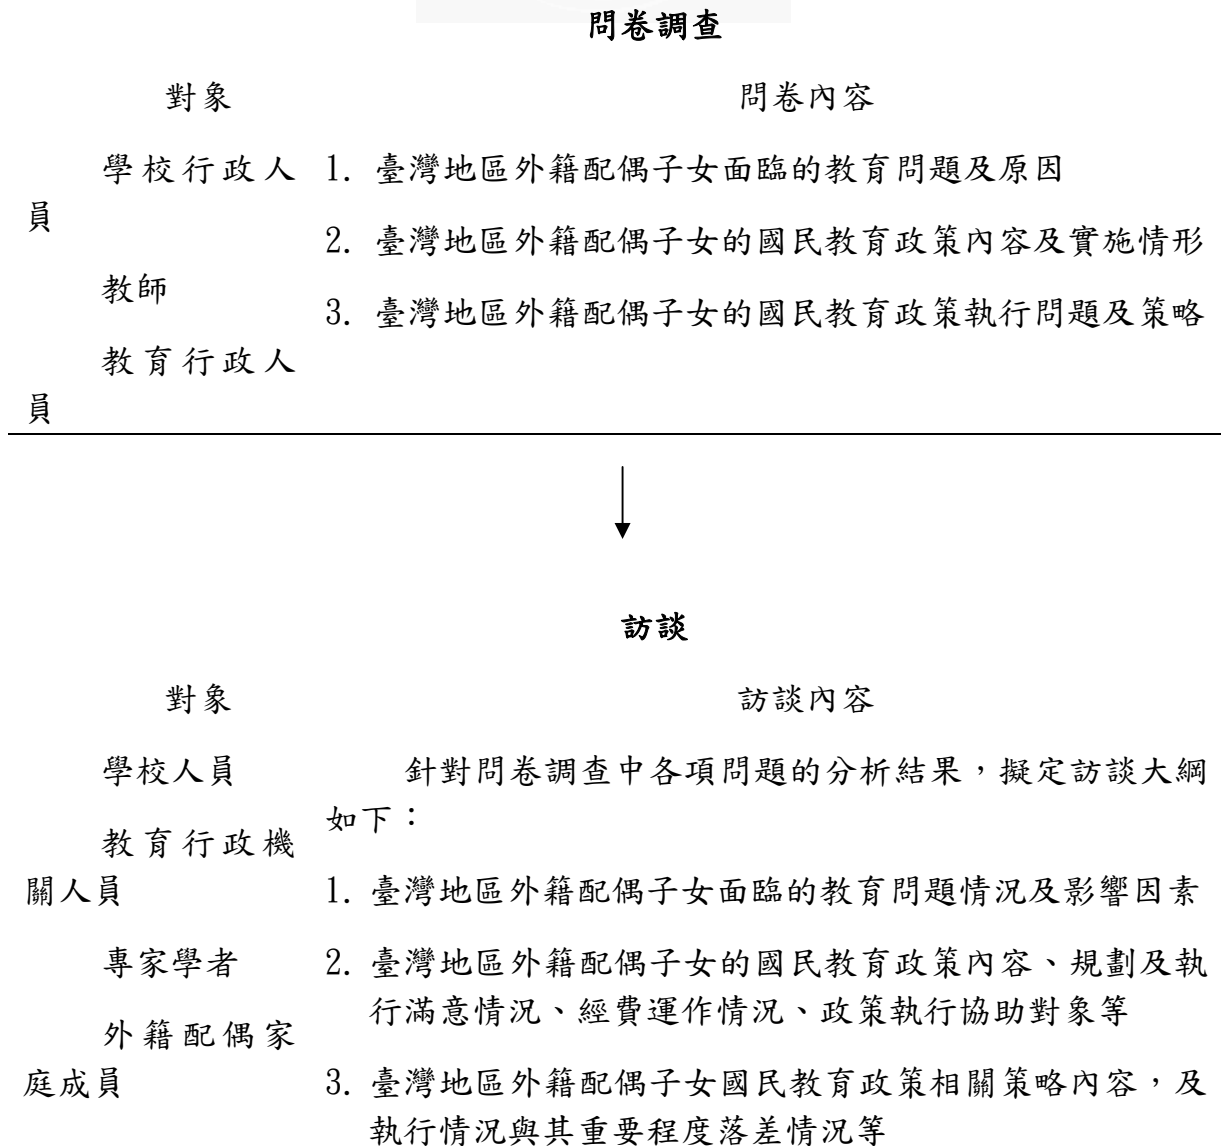 問卷調查
對象
問卷內容
學校行政人
員
教師
教育行政人
員
1. 臺灣地區外籍配偶子女面臨的教育問題及原因
2. 臺灣地區外籍配偶子女的國民教育政策內容及實施情形
3. 臺灣地區外籍配偶子女的國民教育政策執行問題及策略
訪談
對象
訪談內容
學校人員
教育行政機
關人員
專家學者
外籍配偶家
庭成員
針對問卷調查中各項問題的分析結果，擬定訪談大綱
如下：
1. 臺灣地區外籍配偶子女面臨的教育問題情況及影響因素
2. 臺灣地區外籍配偶子女的國民教育政策內容、規劃及執
行滿意情況、經費運作情況、政策執行協助對象等
3. 臺灣地區外籍配偶子女國民教育政策相關策略內容，及
執行情況與其重要程度落差情況等